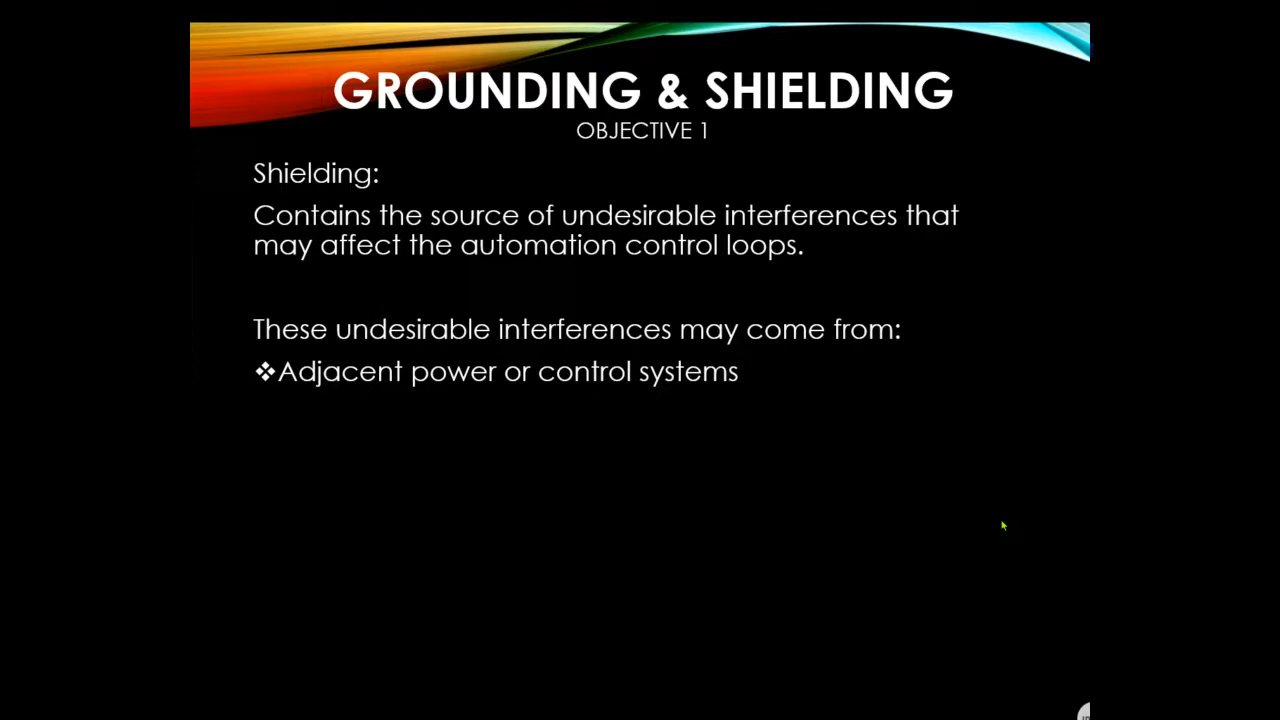 GROUNDING & SHIELDING
OBJECTIVE 1
Shielding:
Contains the source of undesirable interferences that
may affect the automation control loops.
These undesirable interferences may come from:
❖Adjacent power or control systems